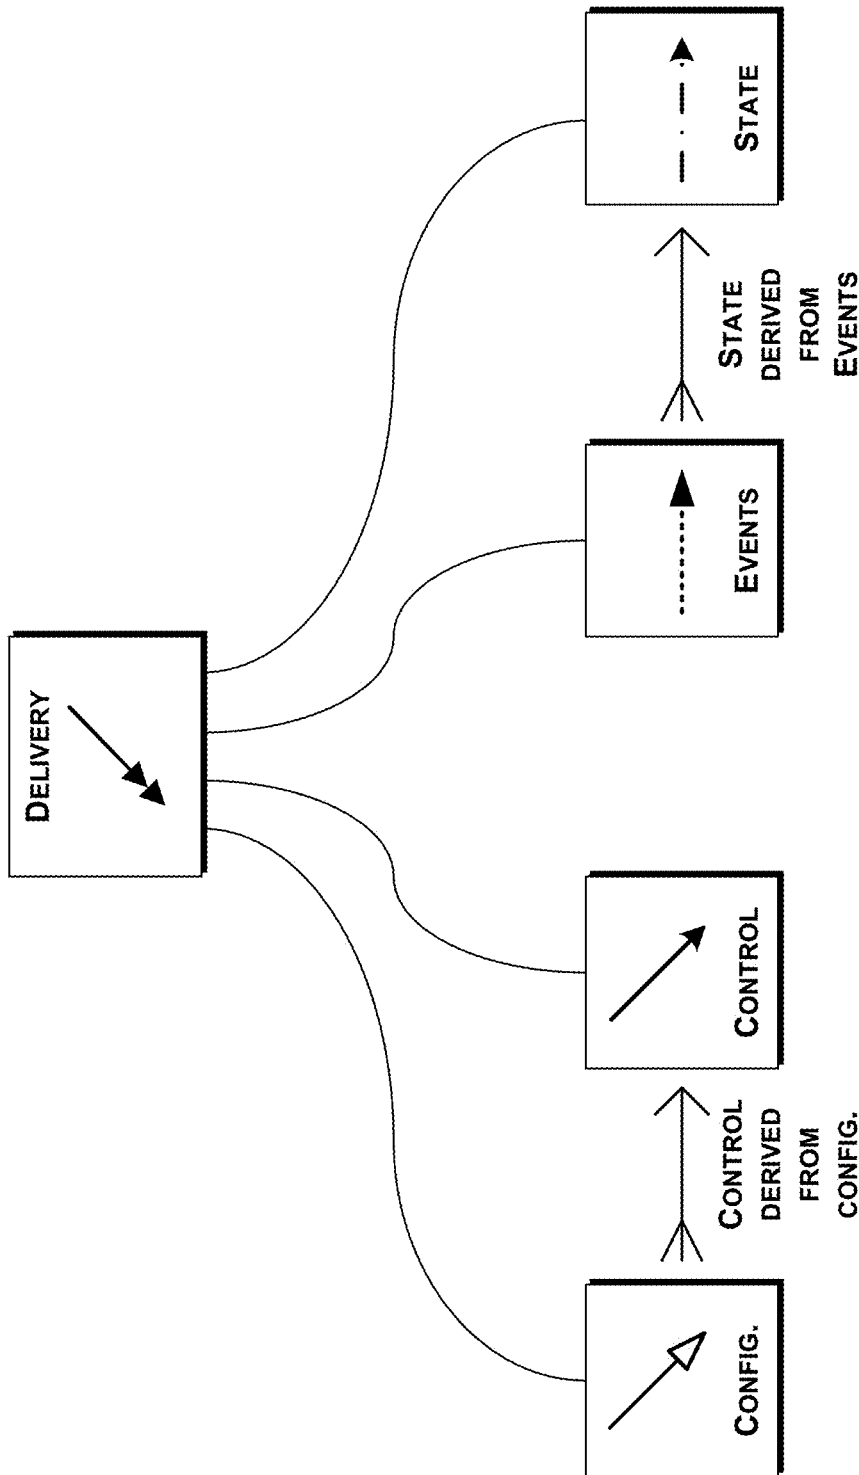 DELIVERY
CONFIG.
CONTROL
DERIVED
FROM
CONFIG.
CONTROL
EVENTS
STATE
DERIVED
FROM
EVENTS
STATE